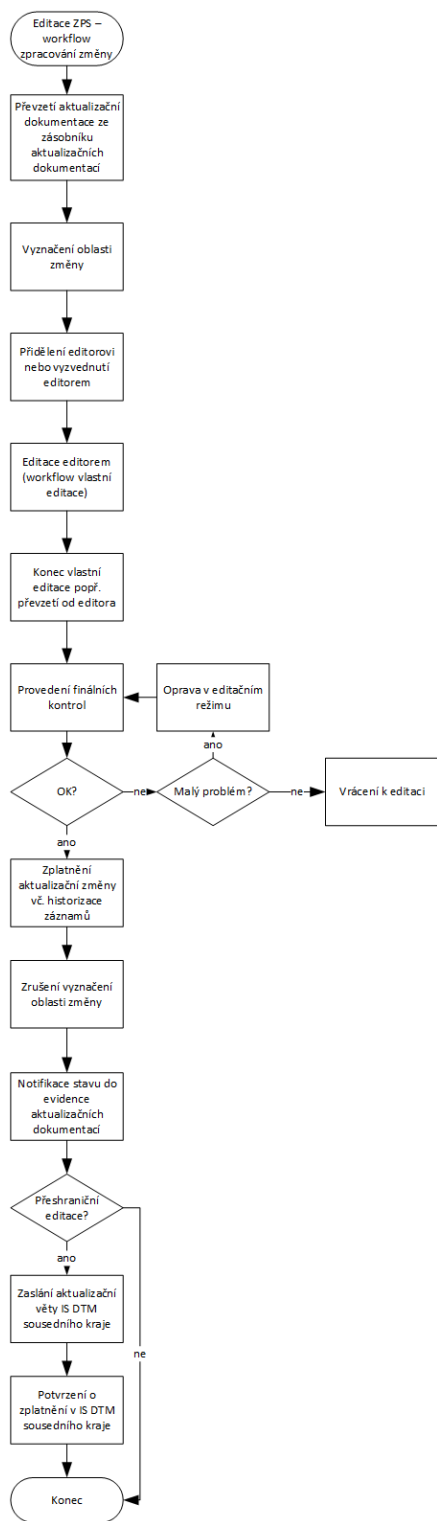 Editace ZPS –
workflow
zpracování změny
Převzetí aktualizační
dokumentace ze
zásobníku
aktualizačních
dokumentací
Vyznačení oblasti
změny
Přidělení editorovi
nebo vyzvednutí
editorem
Editace editorem
(workflow vlastní
editace)
Konec vlastní
editace popř.
převzetí od editora
Provedení finálních
kontrol
Oprava v editačním
režimu
ano
OK?
ne
Malý problém?
ne
Vrácení k editaci
ano
Zplatnění
aktualizační změny
vč. historizace
záznamů
Zrušení vyznačení
oblasti změny
Notifikace stavu do
evidence
aktualizačních
dokumentací
Přeshraniční
editace?
ano
Zaslání aktualizační
věty IS DTM
sousedního kraje
ne
Potvrzení o
zplatnění v IS DTM
sousedního kraje
Konec